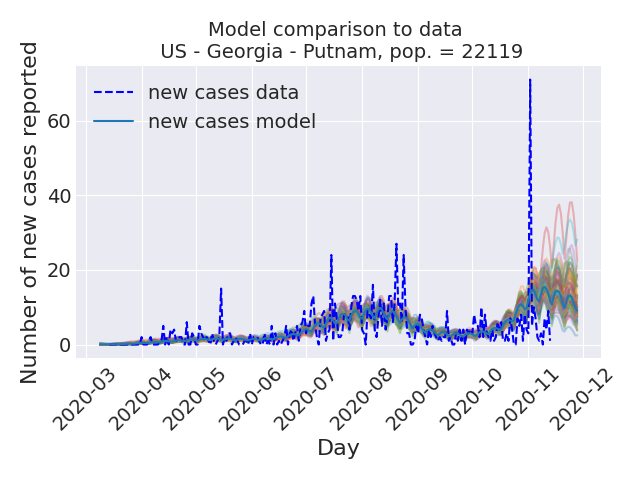 Model comparison to data
US - Georgia - Putnam, pop. = 22119
Number of new cases reported
new cases data
new cases model
60
40
20
0
2020-03
2020-04
2020-05
2020-06
2020-07
2020-08
2020-09
2020-10
2020-11
2020-12
Day